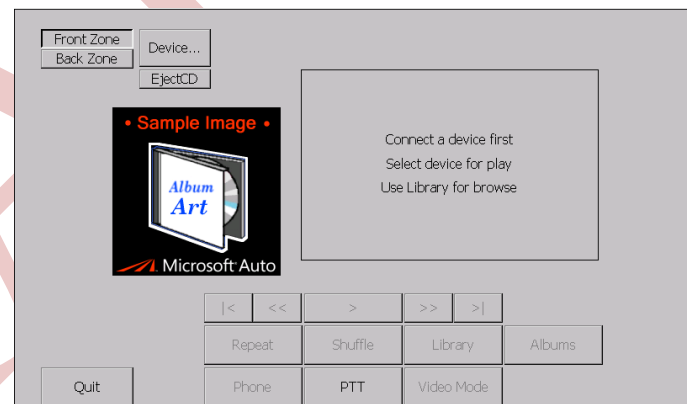 Front Zone
Back Zone
Device...
EjectCD
• Sample Image •
Album
Art
Microsoft Auto
Connect a device first
Select device for play
Use Library for browse
|< << > >> >|
Repeat Shuffle Library Albums
Quit Phone PTT Video Mode